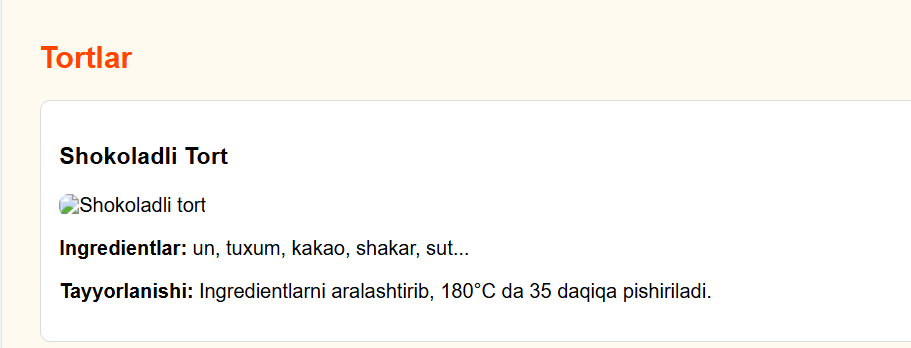 Tortlar
Shokoladli Tort
Shokoladli tort
Ingredientlar: un, tuxum, kakao, shakar, sut...
Tayyorlanishi: Ingredientlarni aralashtirib, 180°C da 35 daqiqa pishiriladi.